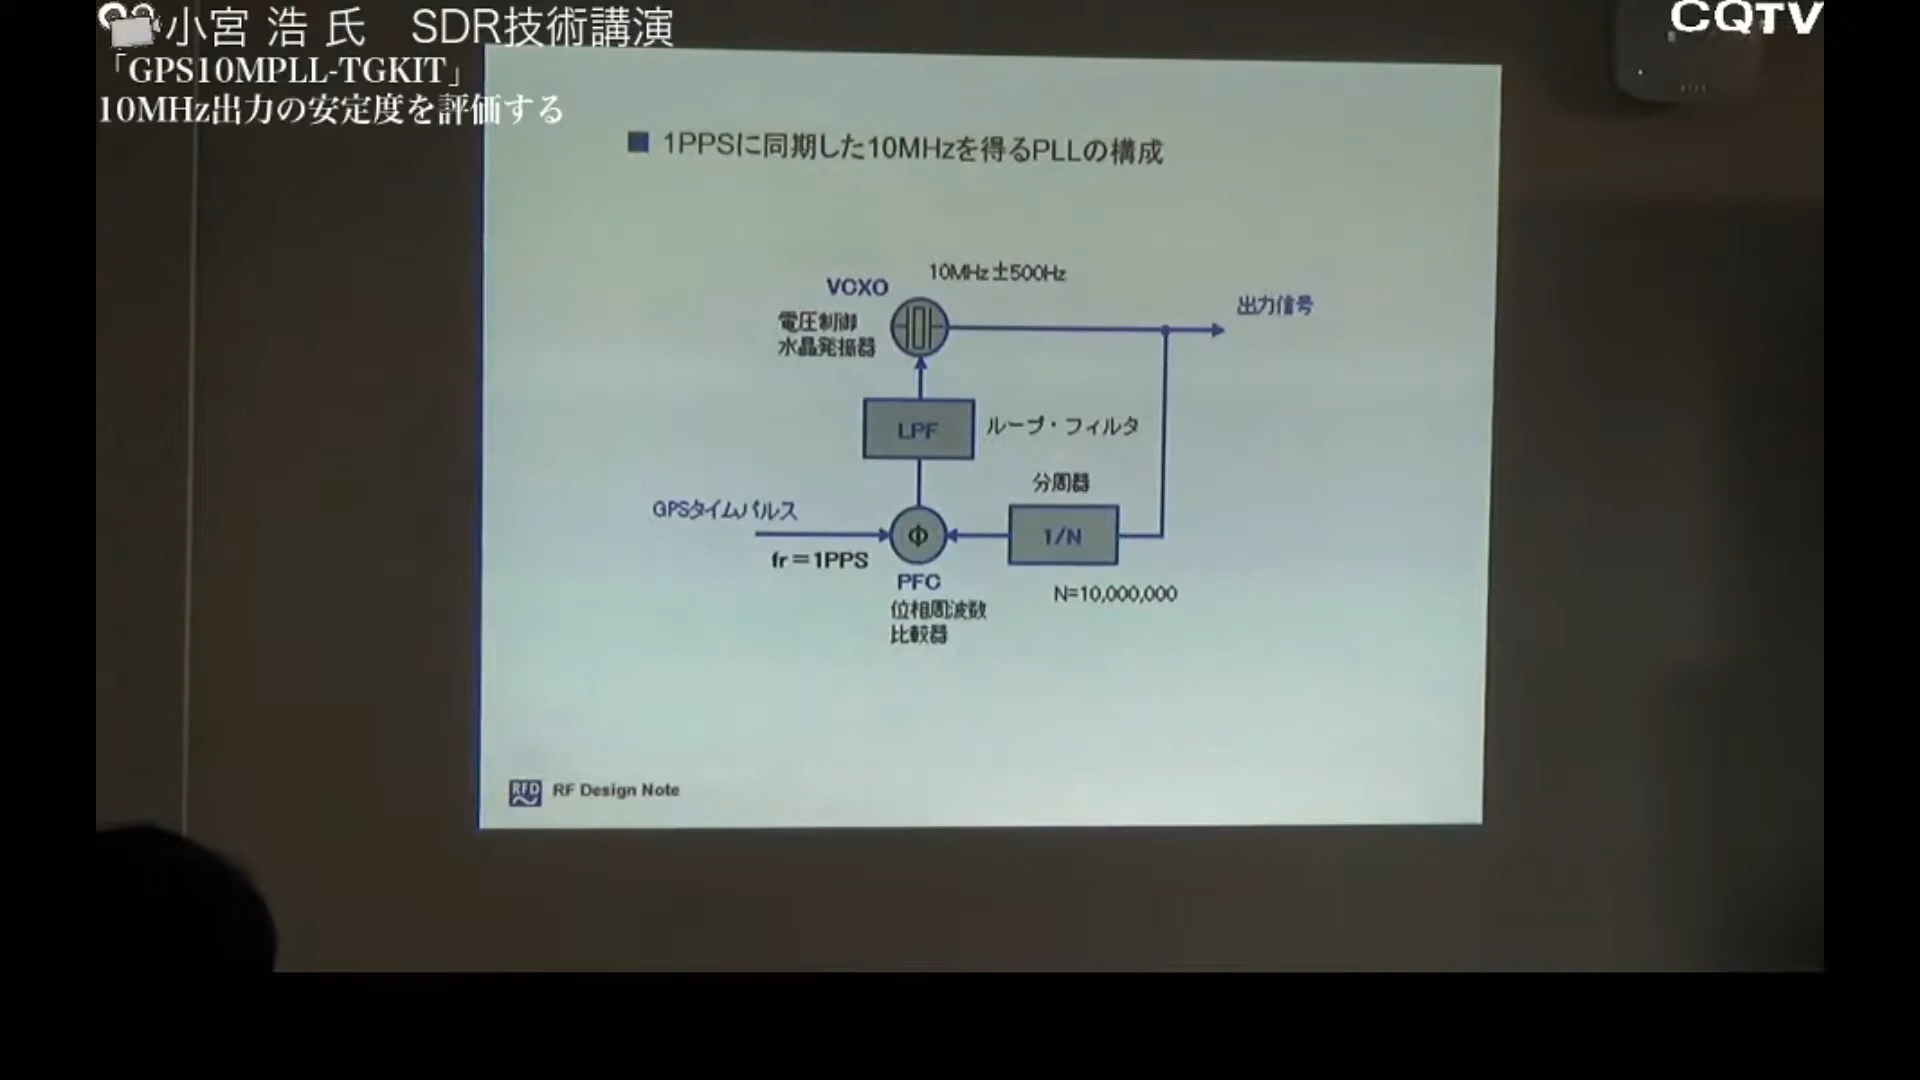 小宮 浩 氏　SDR技術講演
「GPS10MPLL-TGKIT」
10MHz出力の安定度を評価する
CQTV
■ 1PPSに同期した10MHzを得るPLLの構成
10MHz±500Hz
VCXO
電圧制御
水晶発振器
出力信号
LPF
ループ・フィルタ
分周器
GPSタイムパルス
Φ
1/N
fr＝1PPS
PFC
N=10,000,000
位相周波数
比較器
RFD
RF Design Note